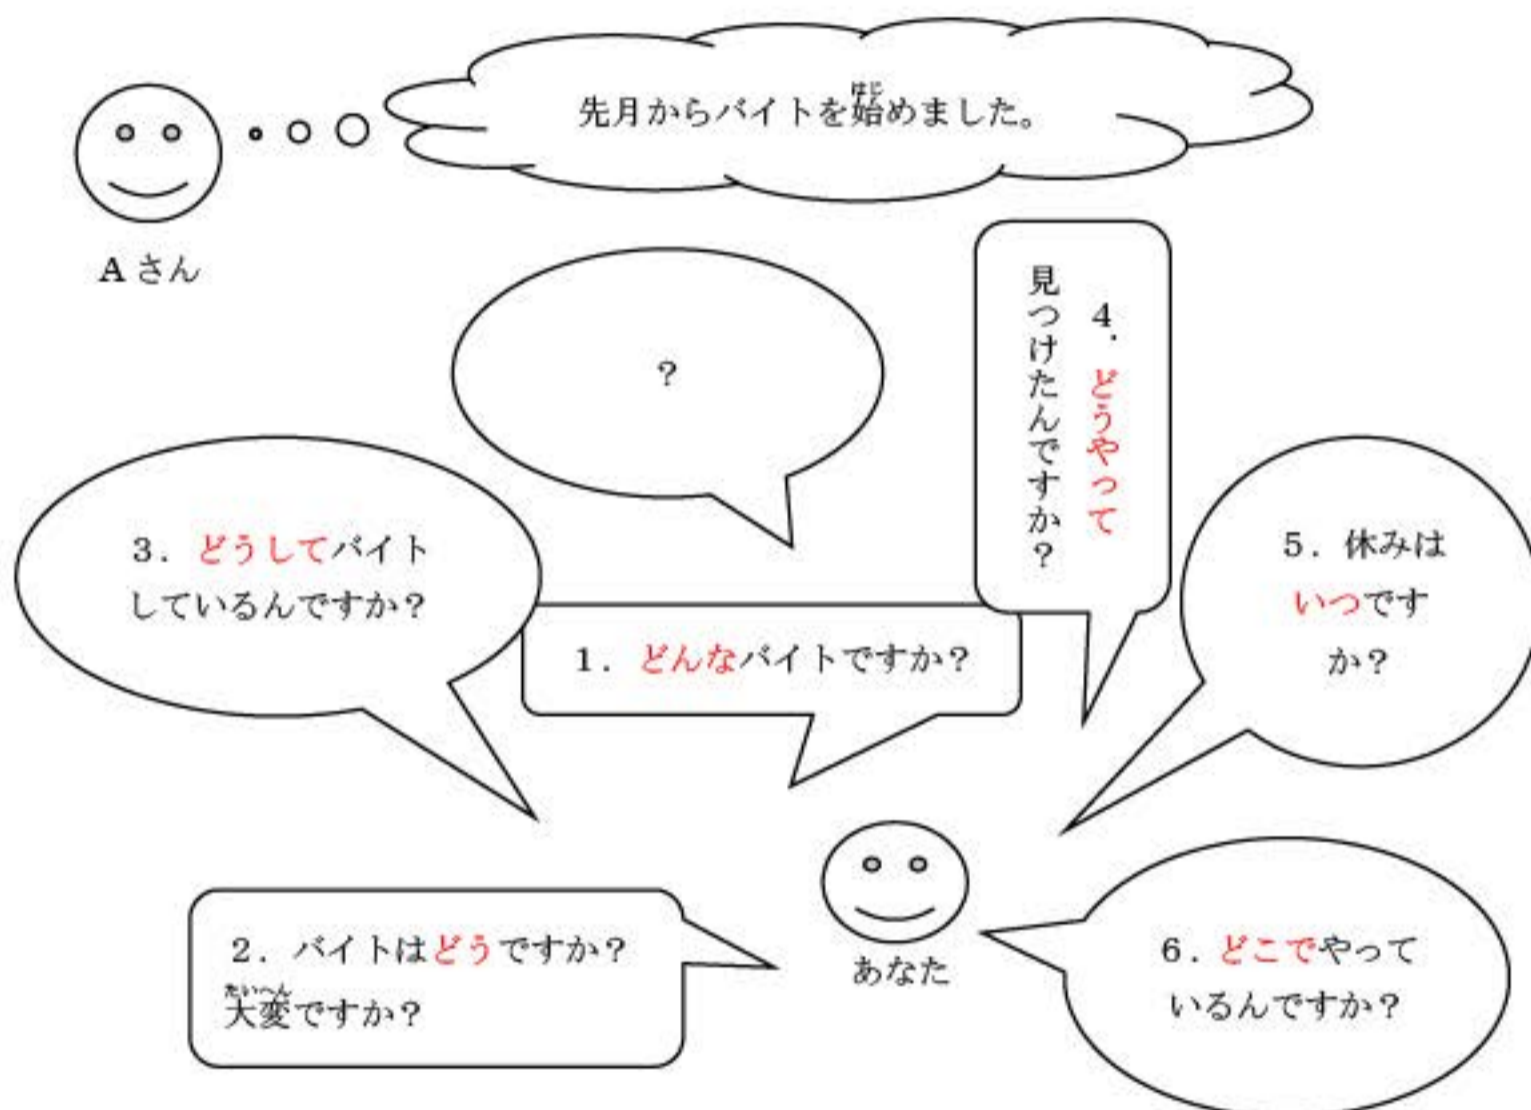 先月からバイトを始めました。
Aさん
?
4. どうやって
見つけたんですか?
3. どうしてバイト
しているんですか?
5. 休みは
いつです
か?
1. どんなバイトですか?
2. バイトはどうですか?
大変ですか?
あなた
6. どこでやって
いるんですか?